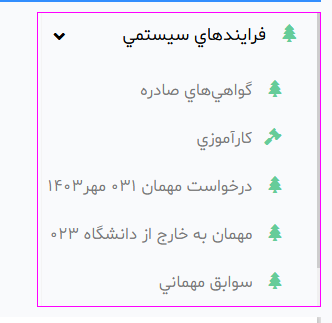 فرايندهاي سيستمي
گواهي‌هاي صادره
کارآموزي
درخواست مهمان ۰۳۱ مهر۱۴۰۳
مهمان به خارج از دانشگاه ۰۲۳
سوابق مهماني